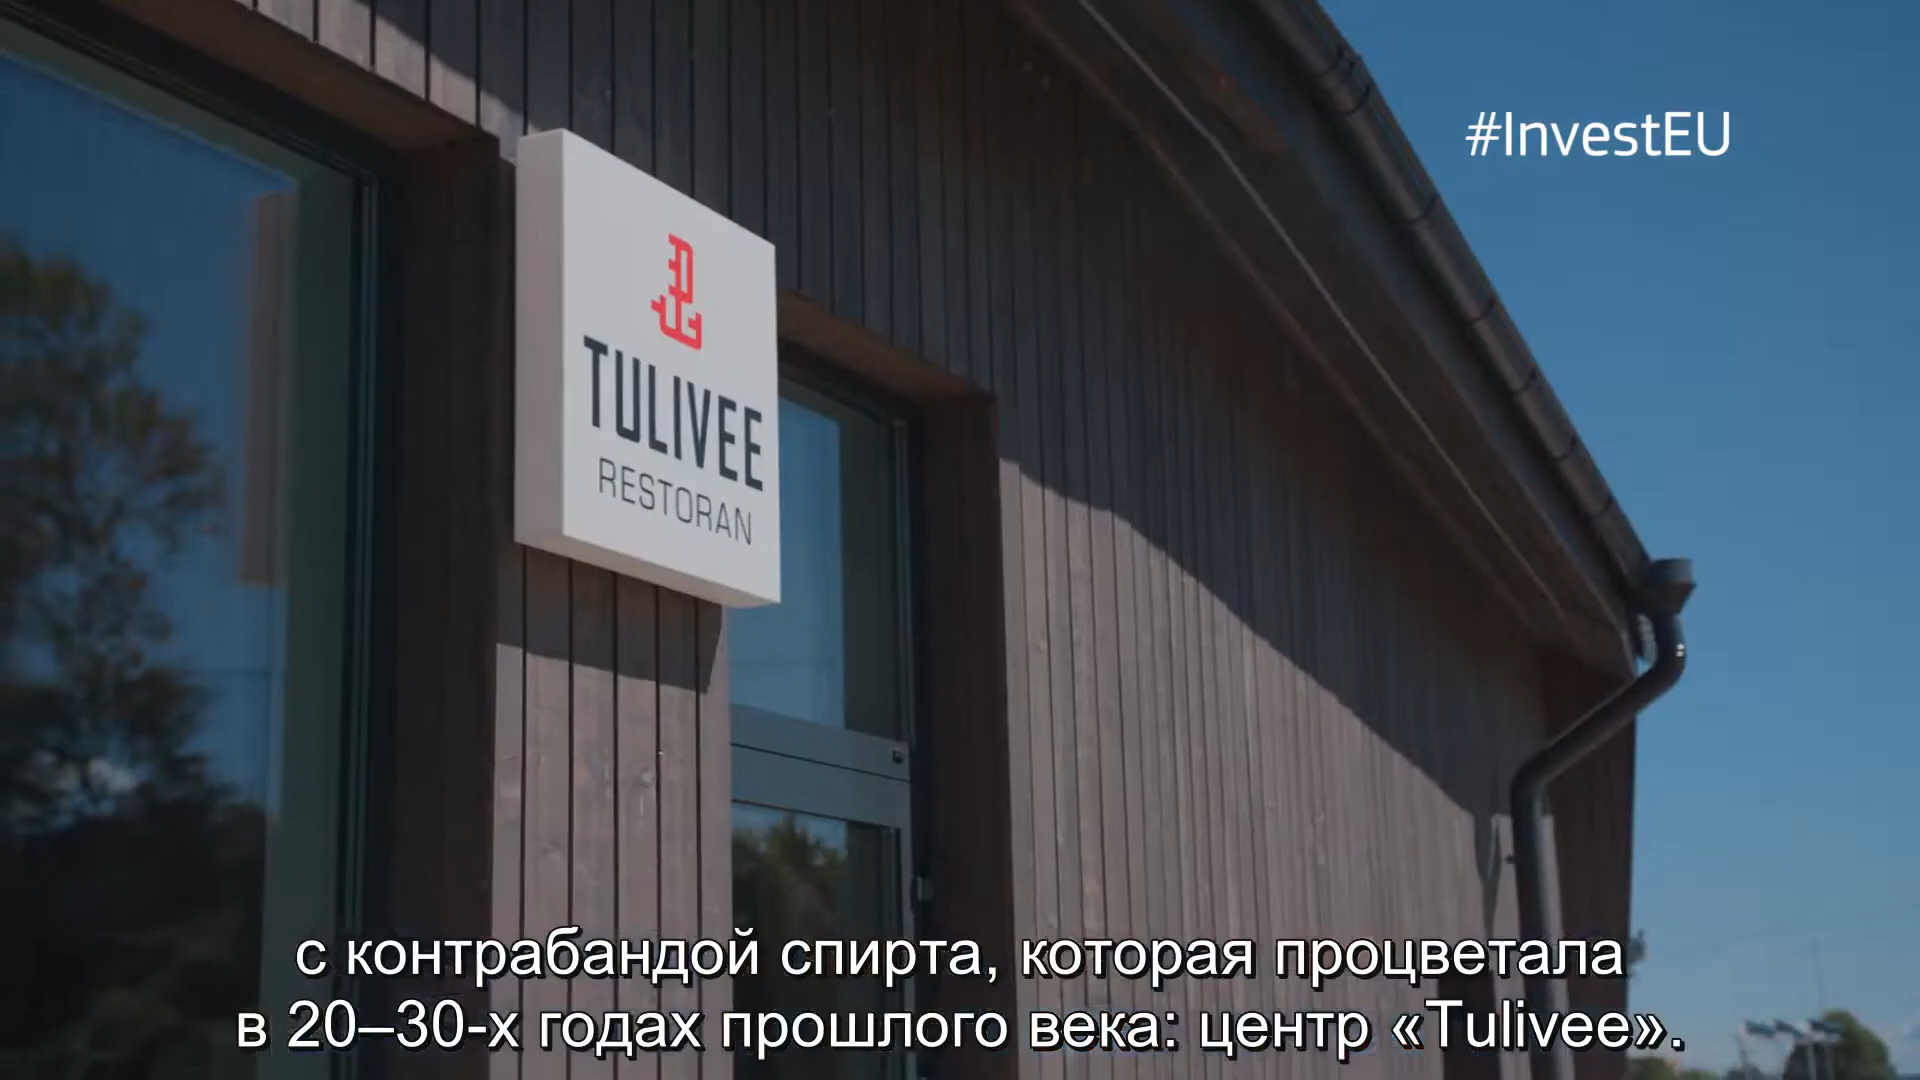 #InvestEU
TULIVEE
RESTORAN
с контрабандой спирта, которая процветала
в 20–30-х годах прошлого века: центр «Tulivee».